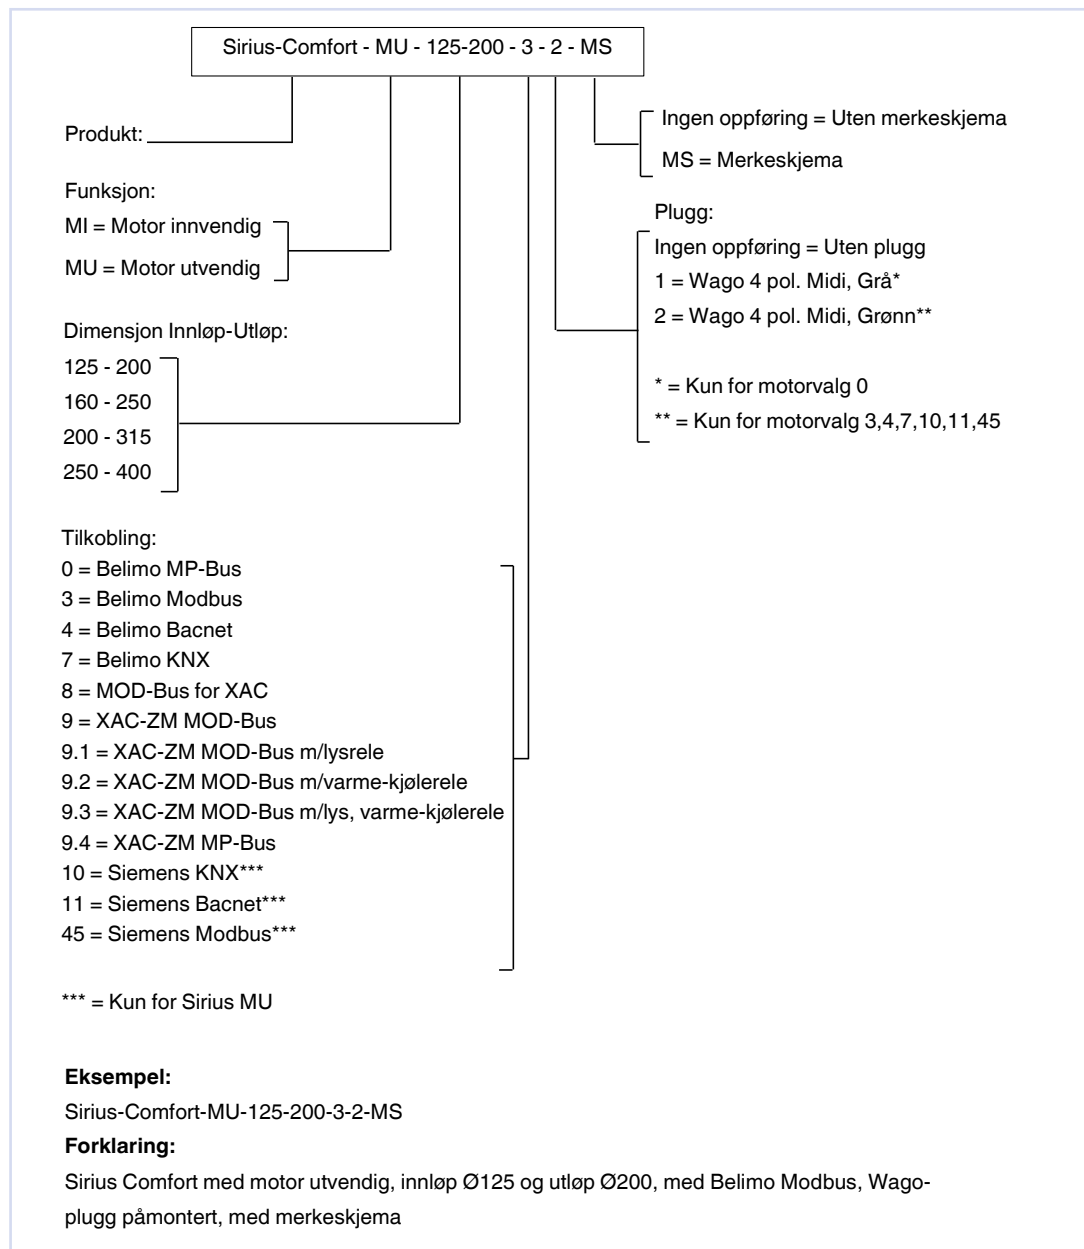 Sirius-Comfort - MU - 125-200 - 3 - 2 - MS
Produkt:
Funksjon:
MI = Motor innvendig
MU = Motor utvendig
Dimensjon Innløp-Utløp:
125 - 200
160 - 250
200 - 315
250 - 400
Tilkobling:
0 = Belimo MP-Bus
3 = Belimo Modbus
4 = Belimo Bacnet
7 = Belimo KNX
8 = MOD-Bus for XAC
9 = XAC-ZM MOD-Bus
9.1 = XAC-ZM MOD-Bus m/lysrele
9.2 = XAC-ZM MOD-Bus m/varme-kjølerele
9.3 = XAC-ZM MOD-Bus m/lys, varme-kjølerele
9.4 = XAC-ZM MP-Bus
10 = Siemens KNX***
11 = Siemens Bacnet***
45 = Siemens Modbus***
*** = Kun for Sirius MU
Ingen oppføring = Uten merkeskjema
MS = Merkeskjema
Plugg:
Ingen oppføring = Uten plugg
1 = Wago 4 pol. Midi, Grå*
2 = Wago 4 pol. Midi, Grønn**
* = Kun for motorvalg 0
** = Kun for motorvalg 3,4,7,10,11,45
Eksempel:
Sirius-Comfort-MU-125-200-3-2-MS
Forklaring:
Sirius Comfort med motor utvendig, innløp Ø125 og utløp Ø200, med Belimo Modbus, Wago-
plugg påmontert, med merkeskjema